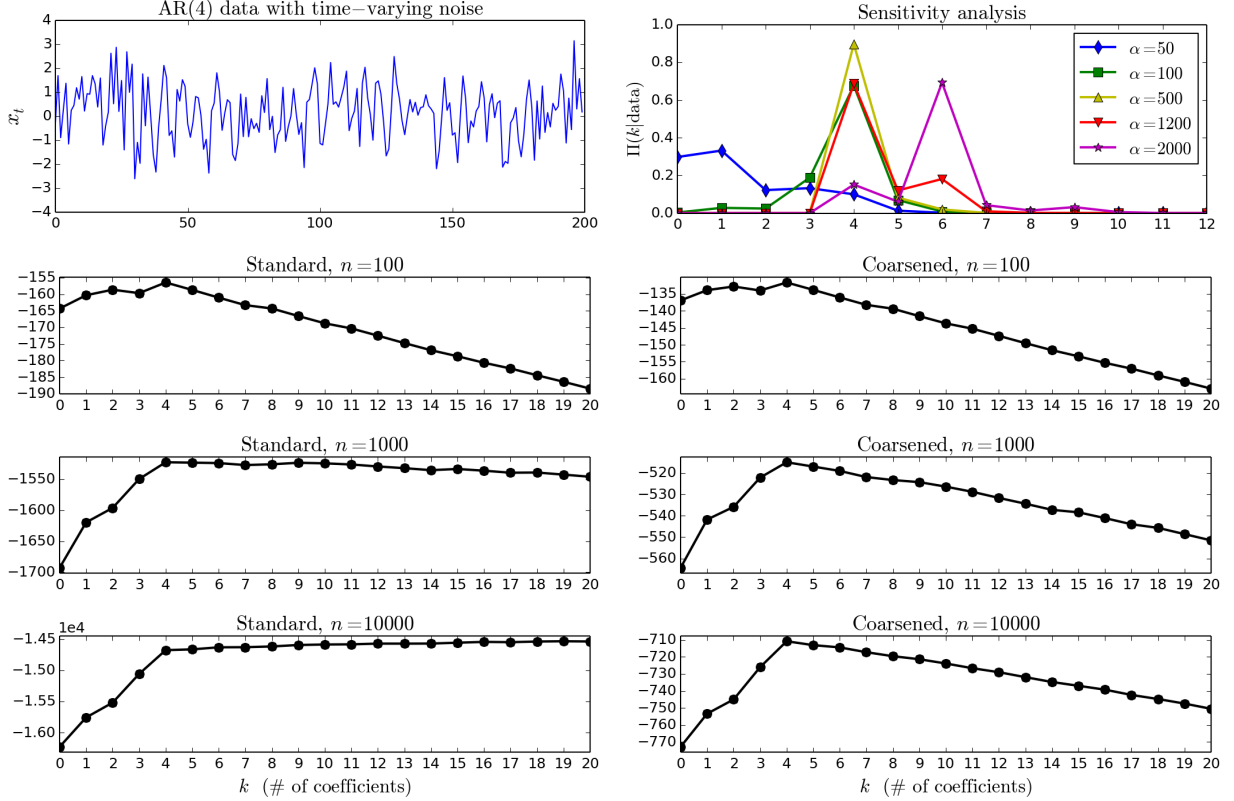 AR(4) data with time−varying noise
4
3
2
1
0
−1
−2
−3
−4
x_t
0 50 100 150 200
Sensitivity analysis
1.0
0.8
0.6
0.4
0.2
0.0
Π(k|data)
α=50
α=100
α=500
α=1200
α=2000
0 1 2 3 4 5 6 7 8 9 10 11 12
Standard, n=100
−155
−160
−165
−170
−175
−180
−185
−190
0 1 2 3 4 5 6 7 8 9 10 11 12 13 14 15 16 17 18 19 20
Coarsened, n=100
−135
−140
−145
−150
−155
−160
0 1 2 3 4 5 6 7 8 9 10 11 12 13 14 15 16 17 18 19 20
Standard, n=1000
−1550
−1600
−1650
−1700
0 1 2 3 4 5 6 7 8 9 10 11 12 13 14 15 16 17 18 19 20
Coarsened, n=1000
−520
−530
−540
−550
−560
0 1 2 3 4 5 6 7 8 9 10 11 12 13 14 15 16 17 18 19 20
Standard, n=10000
1e4
−1.45
−1.50
−1.55
−1.60
0 1 2 3 4 5 6 7 8 9 10 11 12 13 14 15 16 17 18 19 20
k (# of coefficients)
Coarsened, n=10000
−710
−720
−730
−740
−750
−760
−770
0 1 2 3 4 5 6 7 8 9 10 11 12 13 14 15 16 17 18 19 20
k (# of coefficients)